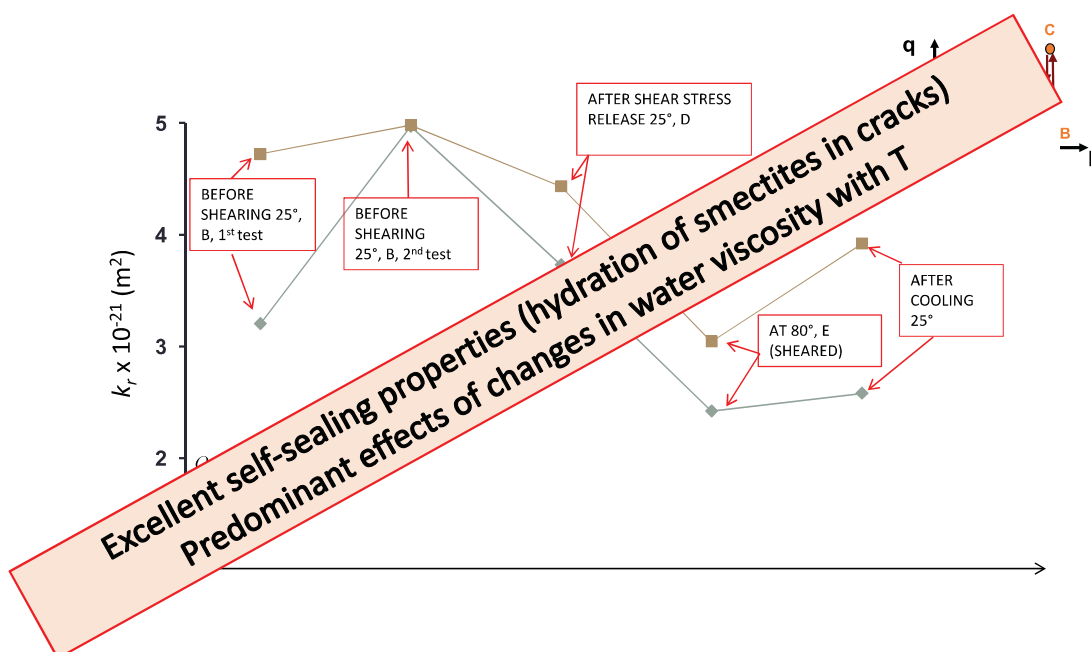 q
C
B
5
4
3
2
k_r x 10⁻²¹ (m²)
BEFORE
SHEARING 25°,
B, 1st test
BEFORE
SHEARING
25°, B, 2nd test
AFTER SHEAR STRESS
RELEASE 25°, D
AT 80°, E
(SHEARED)
AFTER
COOLING
25°
Excellent self-sealing properties (hydration of smectites in cracks)
Predominant effects of changes in water viscosity with T